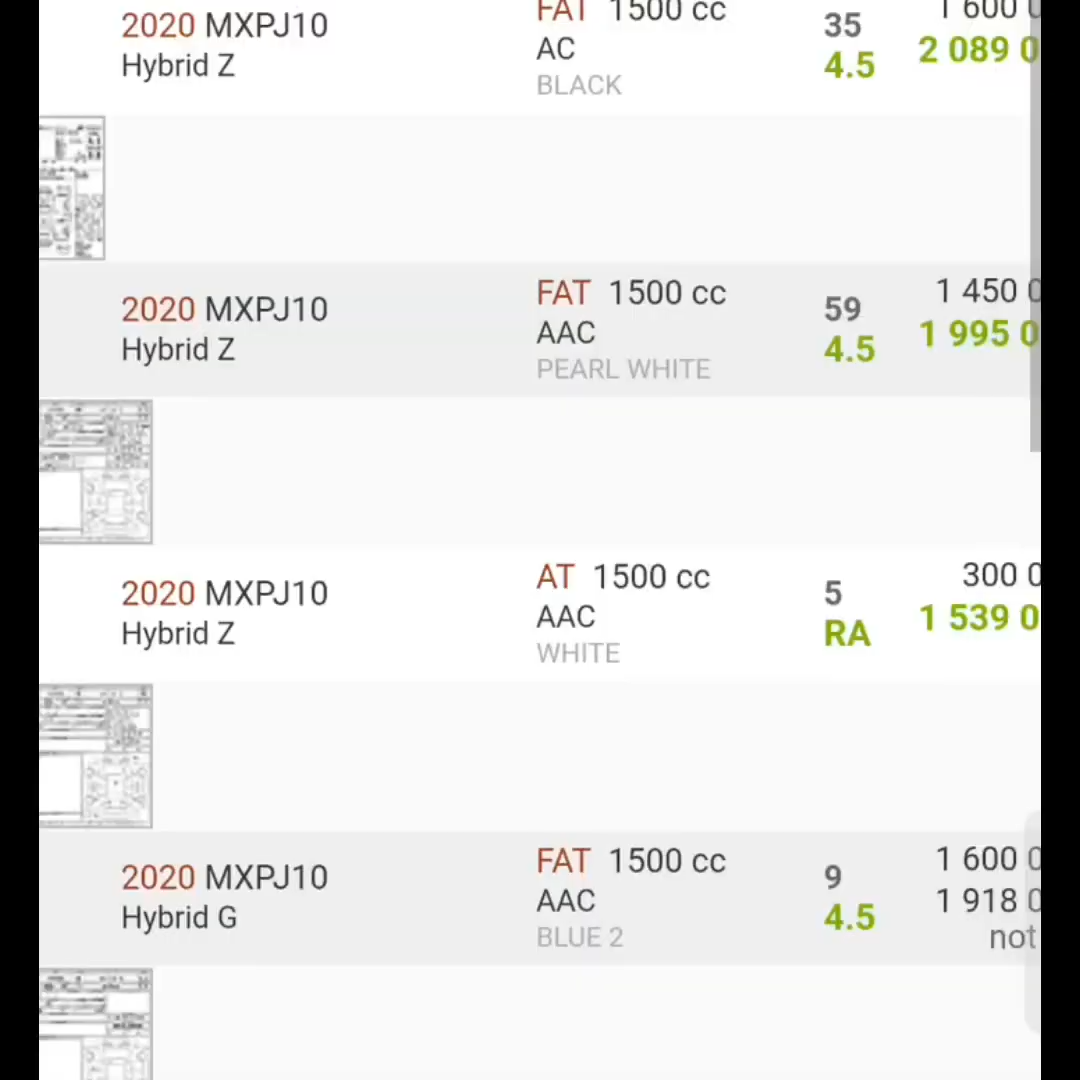 2020 MXPJ10 FAT 1500 cc 35 1 600 0
Hybrid Z AC 4.5 2 089 0
BLACK
2020 MXPJ10 FAT 1500 cc 59 1 450 0
Hybrid Z AAC 4.5 1 995 0
PEARL WHITE
2020 MXPJ10 AT 1500 cc 5 300 0
Hybrid Z AAC RA 1 539 0
WHITE
2020 MXPJ10 FAT 1500 cc 9 1 600 0
Hybrid G AAC 4.5 1 918 0
BLUE 2 not